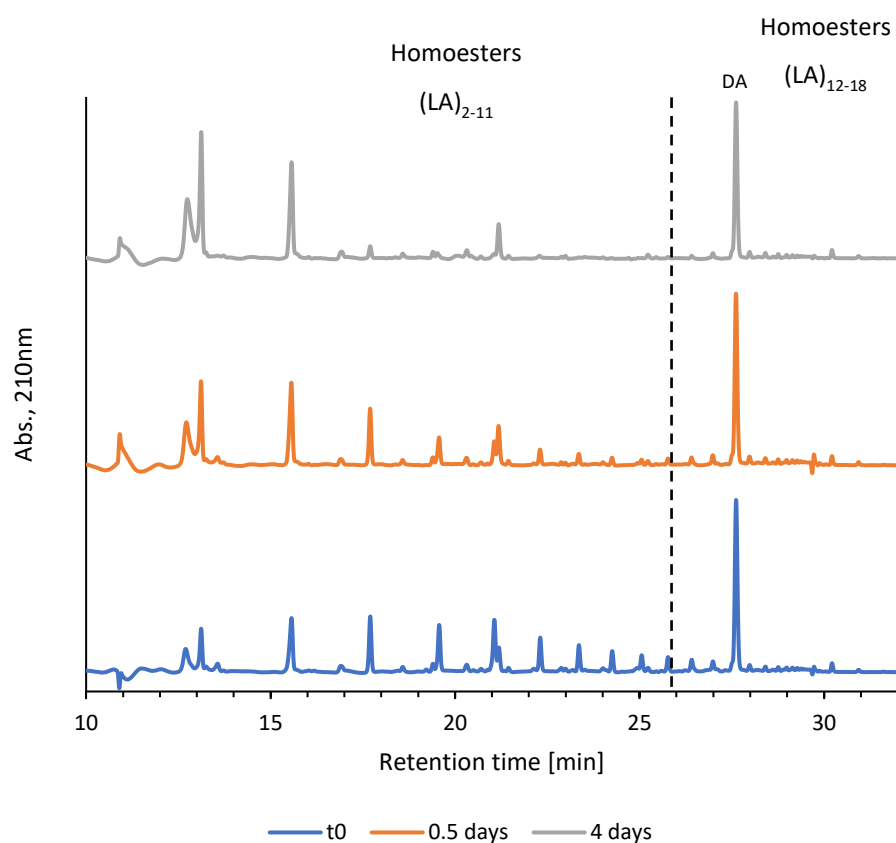 Homoesters
(LA)2-11
Homoesters
(LA)12-18
DA
Abs., 210nm
10 15 20 25 30
Retention time [min]
t0 0.5 days 4 days